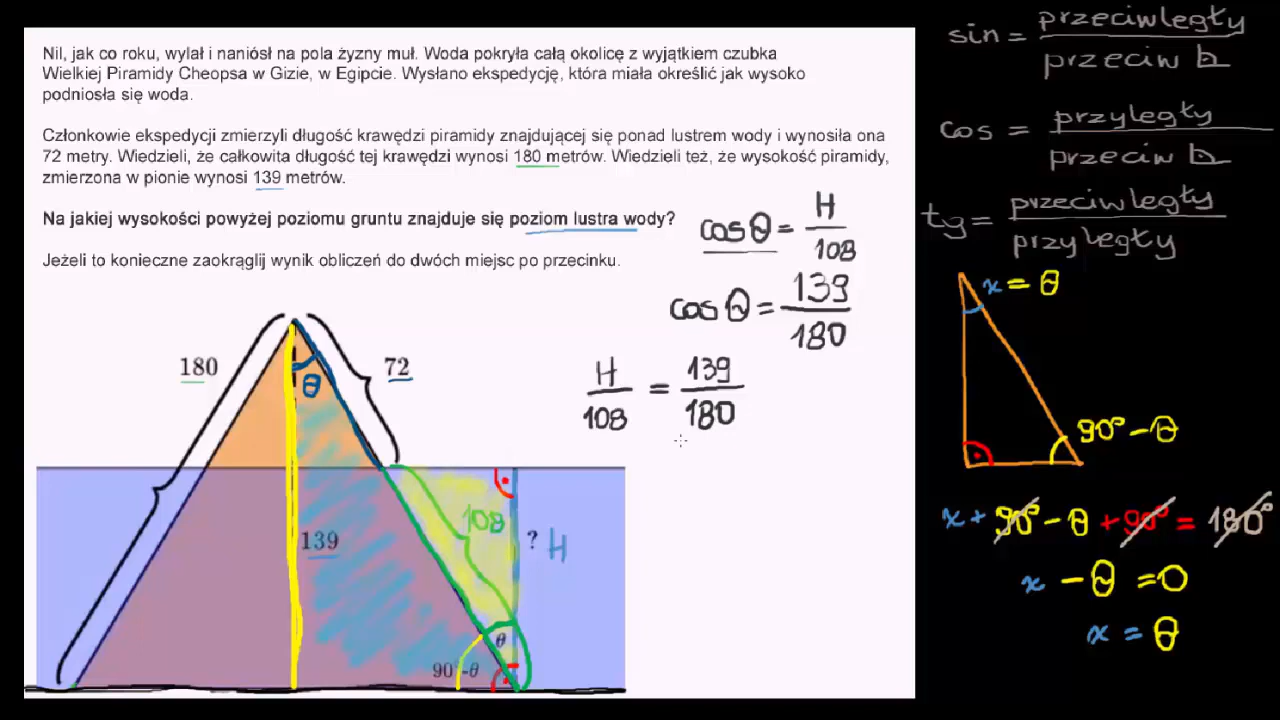 Nil, jak co roku, wylał i naniósł na pola żyzny muł. Woda pokryła całą okolicę z wyjątkiem czubka
Wielkiej Piramidy Cheopsa w Gizie, w Egipcie. Wysłano ekspedycję, która miała określić jak wysoko
podniosła się woda.
Członkowie ekspedycji zmierzyli długość krawędzi piramidy znajdującej się ponad lustrem wody i wynosiła ona
72 metry. Wiedzieli, że całkowita długość tej krawędzi wynosi 180 metrów. Wiedzieli też, że wysokość piramidy,
zmierzona w pionie wynosi 139 metrów.
Na jakiej wysokości powyżej poziomu gruntu znajduje się poziom lustra wody?
Jeżeli to konieczne zaokrąglij wynik obliczeń do dwóch miejsc po przecinku.
cos θ = H / 108
cos θ = 139 / 180
H / 108 = 139 / 180
180
72
θ
108
139
? H
θ
90°-θ
sin = przeciwległy / przeciw
cos = przyległy / przeciw
tg = przeciwległy / przyległy
x = θ
90° - θ
x + 90° - θ + 90° = 180°
x - θ = 0
x = θ